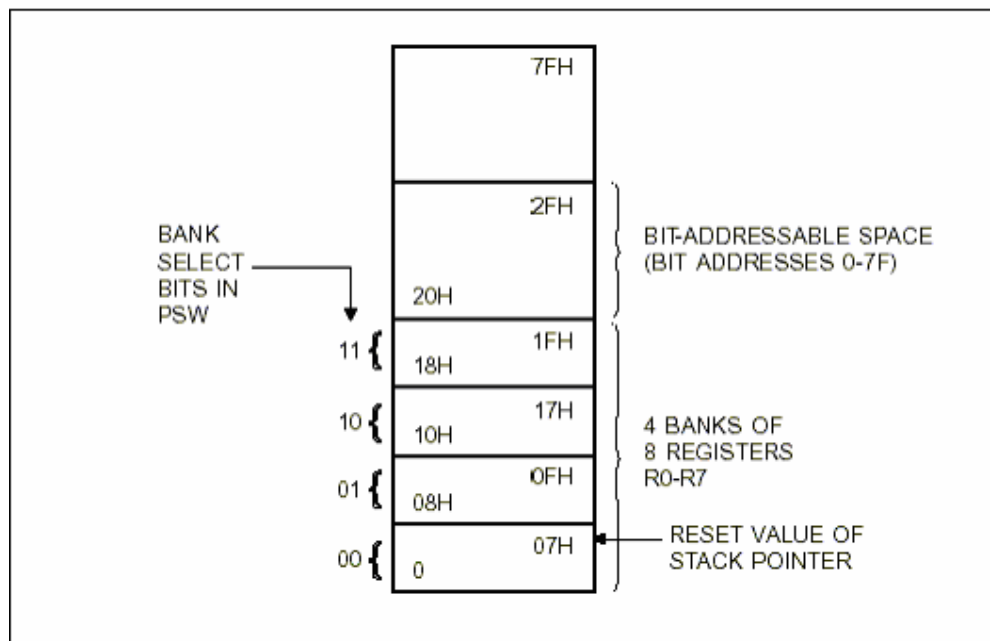 7FH
2FH
BANK
SELECT
BITS IN
PSW
BIT-ADDRESSABLE SPACE
(BIT ADDRESSES 0-7F)
20H
11 {
1FH
18H
10 {
17H
10H
4 BANKS OF
8 REGISTERS
R0-R7
01 {
0FH
08H
00 {
07H
0
RESET VALUE OF
STACK POINTER